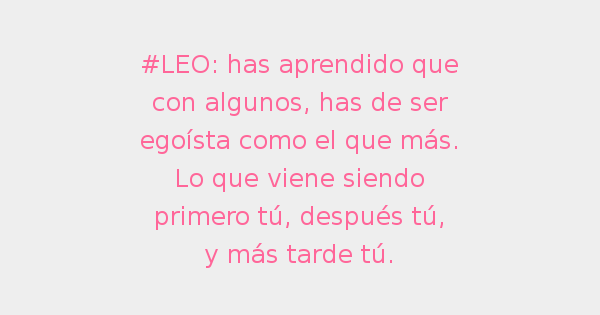 #LEO: has aprendido que
con algunos, has de ser
egoísta como el que más.
Lo que viene siendo
primero tú, después tú,
y más tarde tú.